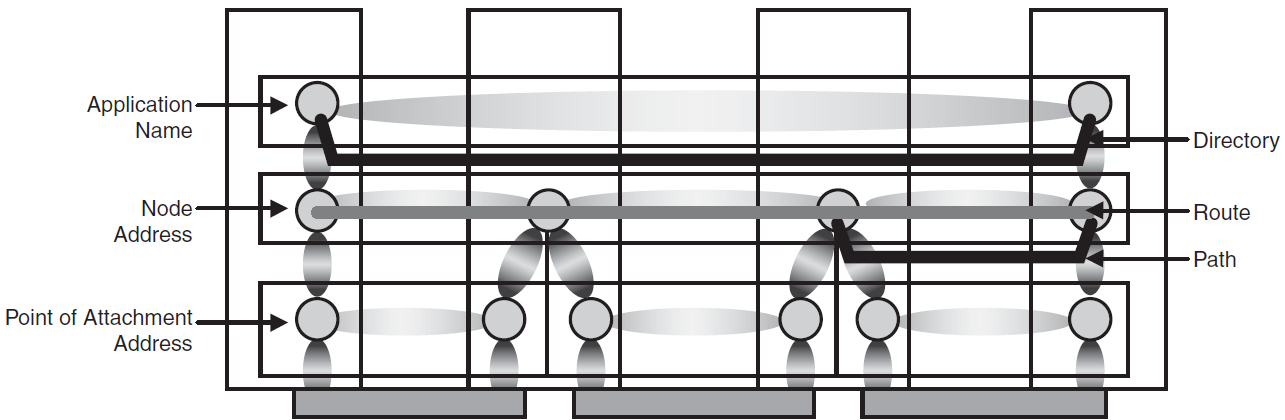 Application
Name
Directory
Node
Address
Route
Path
Point of Attachment
Address